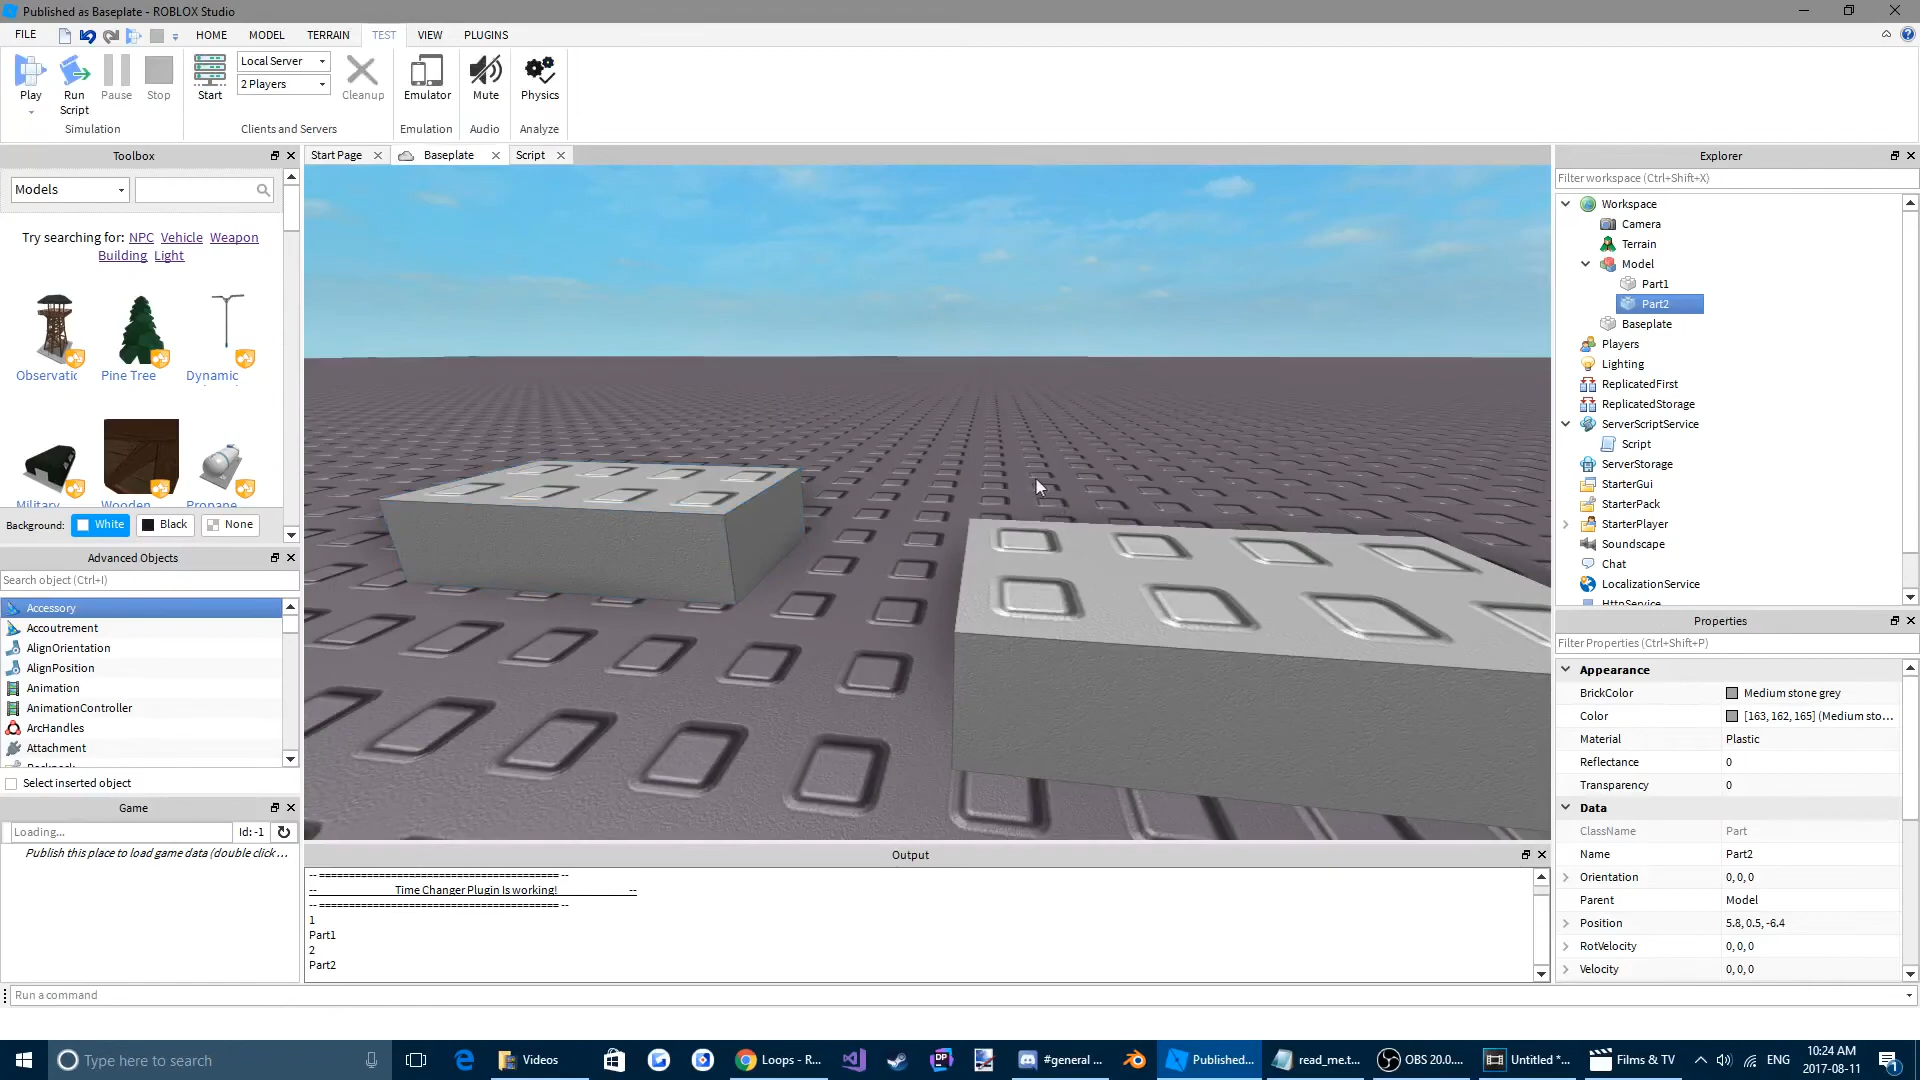 Published as Baseplate - ROBLOX Studio
FILE
HOME
MODEL
TERRAIN
TEST
VIEW
PLUGINS
Play
Run Script
Pause
Stop
Simulation
Start
Local Server
2 Players
Cleanup
Clients and Servers
Emulator
Emulation
Mute
Audio
Physics
Analyze
Toolbox
Models
Try searching for: NPC Vehicle Weapon
Building Light
Observatic
Pine Tree
Dynamic
Military
Wooden
Propane
Background: White Black None
Advanced Objects
Search object (Ctrl+I)
Accessory
Accoutrement
AlignOrientation
AlignPosition
Animation
AnimationController
ArcHandles
Attachment
Select inserted object
Game
Loading...
Id: -1
Publish this place to load game data (double click ...
Start Page
Baseplate
Script
Output
-- ======================================== --
-- Time Changer Plugin Is working! --
-- ======================================== --
1
Part1
2
Part2
Run a command
Explorer
Filter workspace (Ctrl+Shift+X)
Workspace
Camera
Terrain
Model
Part1
Part2
Baseplate
Players
Lighting
ReplicatedFirst
ReplicatedStorage
ServerScriptService
Script
ServerStorage
StarterGui
StarterPack
StarterPlayer
Soundscape
Chat
LocalizationService
HttpService
Properties
Filter Properties (Ctrl+Shift+P)
Appearance
BrickColor Medium stone grey
Color [163, 162, 165] (Medium sto...
Material Plastic
Reflectance 0
Transparency 0
Data
ClassName Part
Name Part2
Orientation 0, 0, 0
Parent Model
Position 5.8, 0.5, -6.4
RotVelocity 0, 0, 0
Velocity 0, 0, 0
Type here to search
Videos
Loops - R...
#general ...
Published...
read_me.t...
OBS 20.0....
Untitled *...
Films & TV
ENG
10:24 AM
2017-08-11